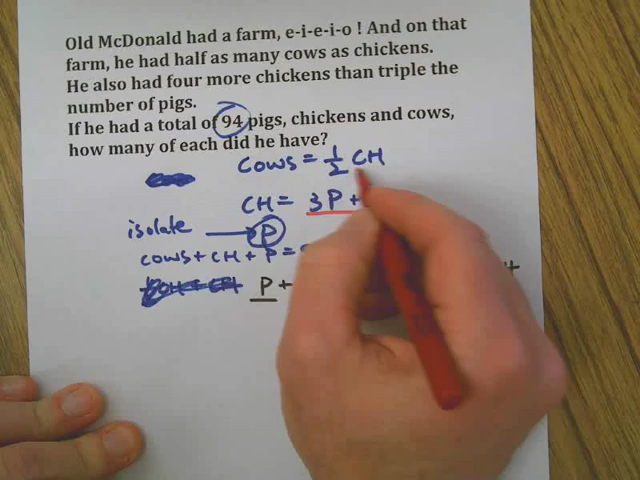 Old McDonald had a farm, e-i-e-i-o ! And on that
farm, he had half as many cows as chickens.
He also had four more chickens than triple the
number of pigs.
If he had a total of 94 pigs, chickens and cows,
how many of each did he have?
Cows = 1/2 CH
CH = 3P +
isolate P
Cows + CH + P =
P +